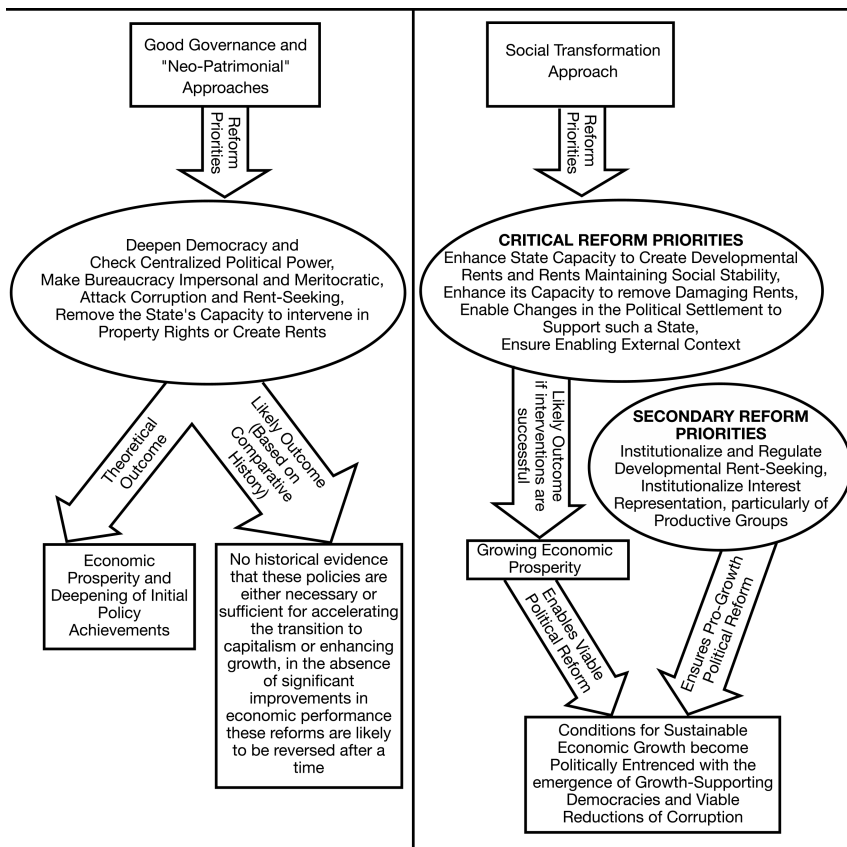 Good Governance and
"Neo-Patrimonial"
Approaches
Reform
Priorities
Deepen Democracy and
Check Centralized Political Power,
Make Bureaucracy Impersonal and Meritocratic,
Attack Corruption and Rent-Seeking,
Remove the State's Capacity to intervene in
Property Rights or Create Rents
Theoretical
Outcome
Likely Outcome
(Based on
Comparative
History)
Economic
Prosperity and
Deepening of Initial
Policy
Achievements
No historical evidence
that these policies are
either necessary or
sufficient for accelerating
the transition to
capitalism or enhancing
growth, in the absence
of significant
improvements in
economic performance
these reforms are likely
to be reversed after a
time
Social Transformation
Approach
Reform
Priorities
CRITICAL REFORM PRIORITIES
Enhance State Capacity to Create Developmental
Rents and Rents Maintaining Social Stability,
Enhance its Capacity to remove Damaging Rents,
Enable Changes in the Political Settlement to
Support such a State,
Ensure Enabling External Context
Likely Outcome
if interventions are
successful
SECONDARY REFORM
PRIORITIES
Institutionalize and Regulate
Developmental Rent-Seeking,
Institutionalize Interest
Representation, particularly of
Productive Groups
Growing Economic
Prosperity
Enables Viable
Political Reform
Ensures Pro-Growth
Political Reform
Conditions for Sustainable
Economic Growth become
Politically Entrenced with the
emergence of Growth-Supporting
Democracies and Viable
Reductions of Corruption